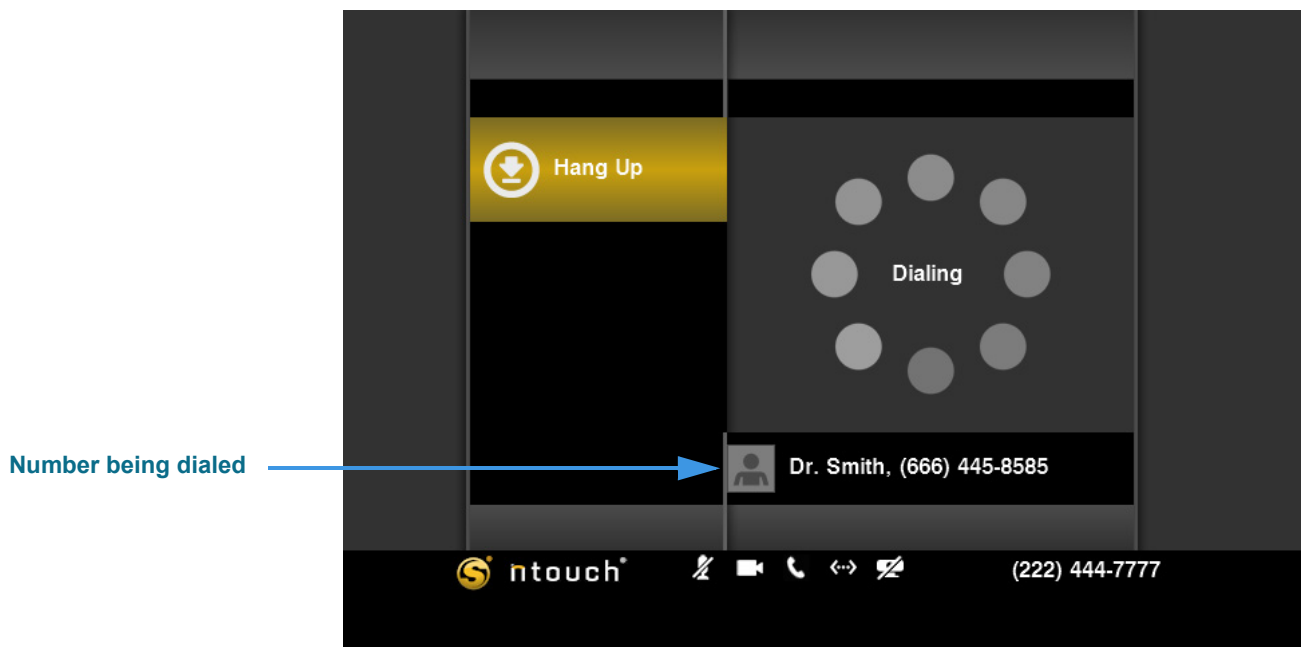 Hang Up
Dialing
Number being dialed
Dr. Smith, (666) 445-8585
S ntouch® (222) 444-7777